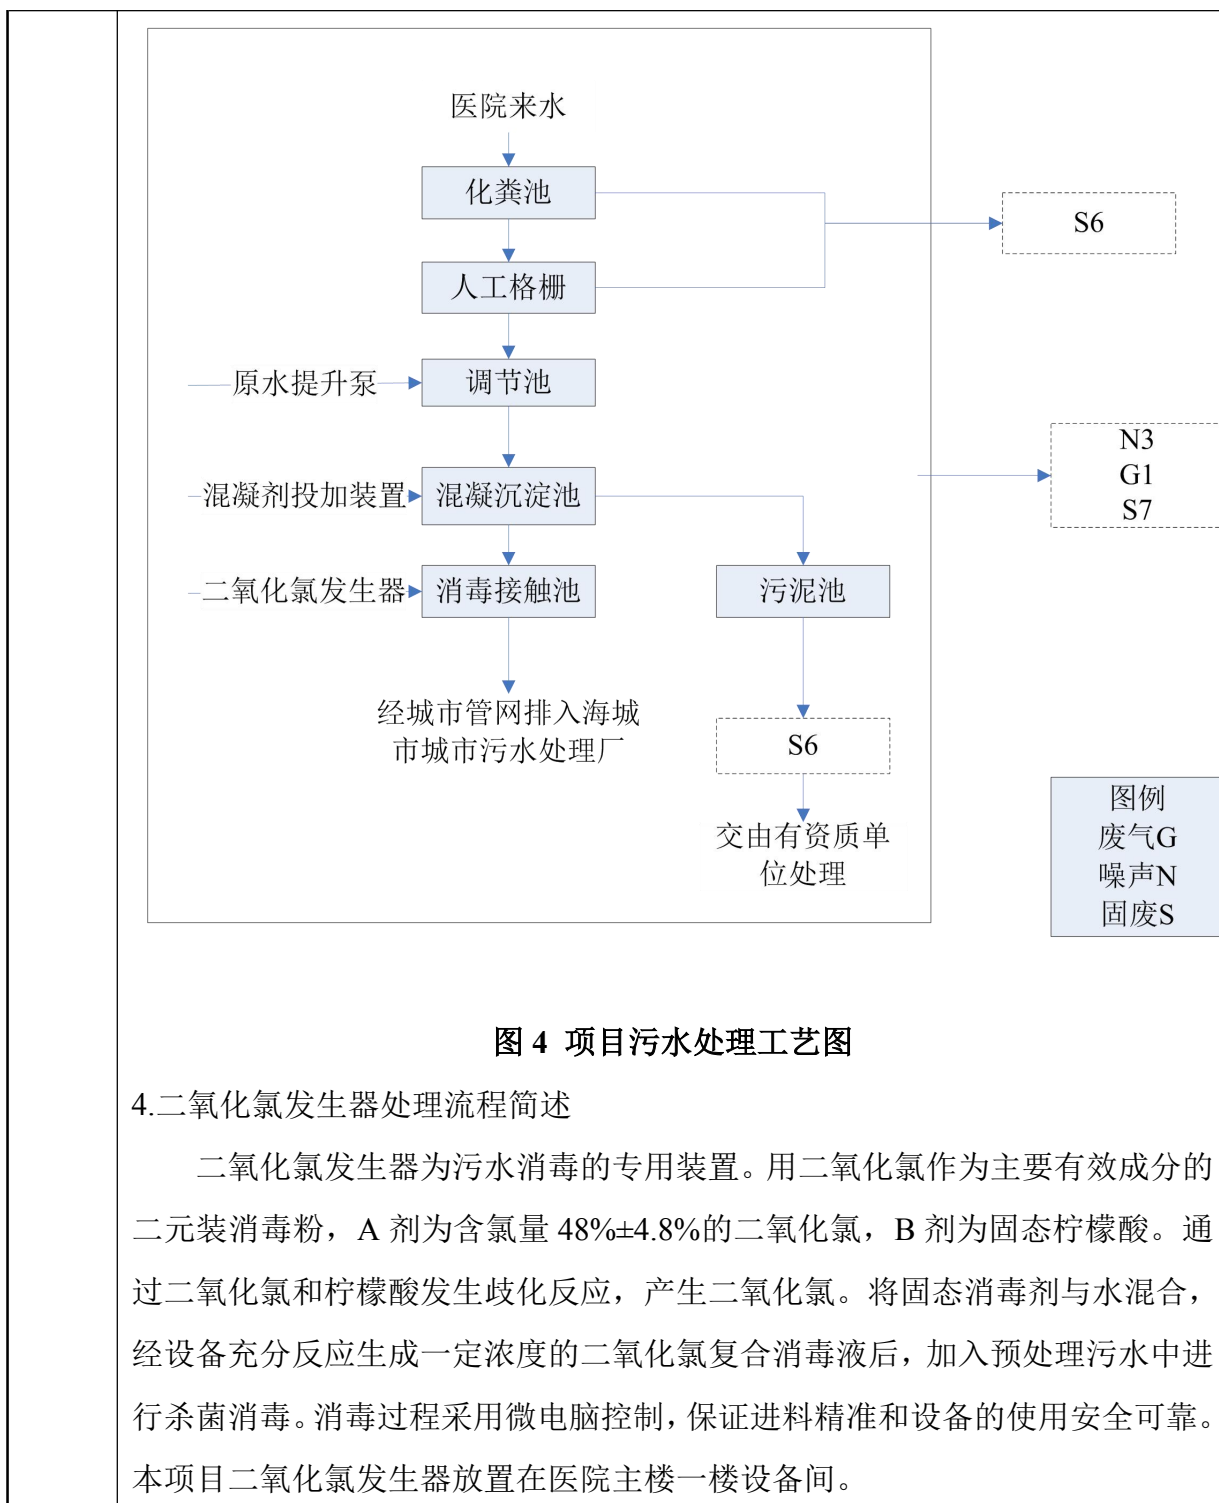 医院来水
化粪池
S6
人工格栅
原水提升泵
调节池
N3
G1
S7
混凝剂投加装置
混凝沉淀池
二氧化氯发生器
消毒接触池
污泥池
经城市管网排入海城
市城市污水处理厂
S6
交由有资质单
位处理
图例
废气G
噪声N
固废S
图 4 项目污水处理工艺图
4.二氧化氯发生器处理流程简述
二氧化氯发生器为污水消毒的专用装置。用二氧化氯作为主要有效成分的
二元装消毒粉，A 剂为含氯量 48%±4.8%的二氧化氯，B 剂为固态柠檬酸。通
过二氧化氯和柠檬酸发生歧化反应，产生二氧化氯。将固态消毒剂与水混合，
经设备充分反应生成一定浓度的二氧化氯复合消毒液后，加入预处理污水中进
行杀菌消毒。消毒过程采用微电脑控制，保证进料精准和设备的使用安全可靠。
本项目二氧化氯发生器放置在医院主楼一楼设备间。